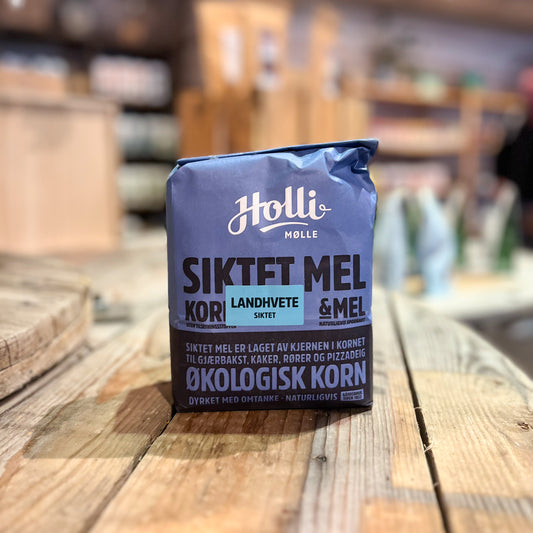 Holli
MØLLE
SIKTET MEL
KOR
& MEL
LANDHVETE
SIKTET
SIKTET MEL ER LAGET AV KJERNEN I KORNET
TIL GJÆRBAKST, KAKER, RØRER OG PIZZADEIG
ØKOLOGISK KORN
DYRKET MED OMTANKE · NATURLIGVIS